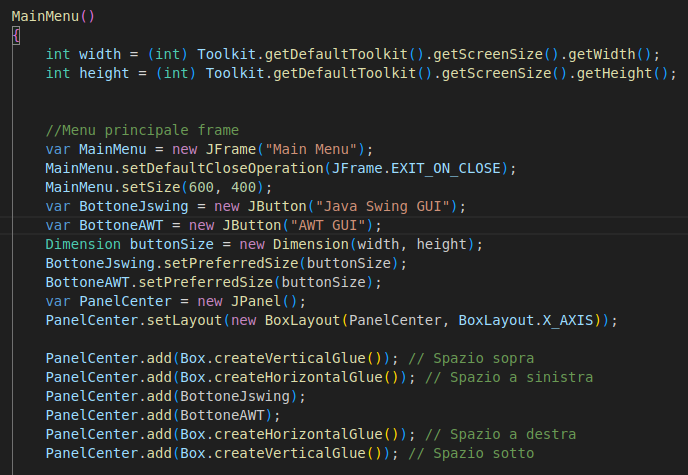 MainMenu()
{
int width = (int) Toolkit.getDefaultToolkit().getScreenSize().getWidth();
int height = (int) Toolkit.getDefaultToolkit().getScreenSize().getHeight();
//Menu principale frame
var MainMenu = new JFrame("Main Menu");
MainMenu.setDefaultCloseOperation(JFrame.EXIT_ON_CLOSE);
MainMenu.setSize(600, 400);
var BottoneJswing = new JButton("Java Swing GUI");
var BottoneAWT = new JButton("AWT GUI");
Dimension buttonSize = new Dimension(width, height);
BottoneJswing.setPreferredSize(buttonSize);
BottoneAWT.setPreferredSize(buttonSize);
var PanelCenter = new JPanel();
PanelCenter.setLayout(new BoxLayout(PanelCenter, BoxLayout.X_AXIS));
PanelCenter.add(Box.createVerticalGlue()); // Spazio sopra
PanelCenter.add(Box.createHorizontalGlue()); // Spazio a sinistra
PanelCenter.add(BottoneJswing);
PanelCenter.add(BottoneAWT);
PanelCenter.add(Box.createHorizontalGlue()); // Spazio a destra
PanelCenter.add(Box.createVerticalGlue()); // Spazio sotto